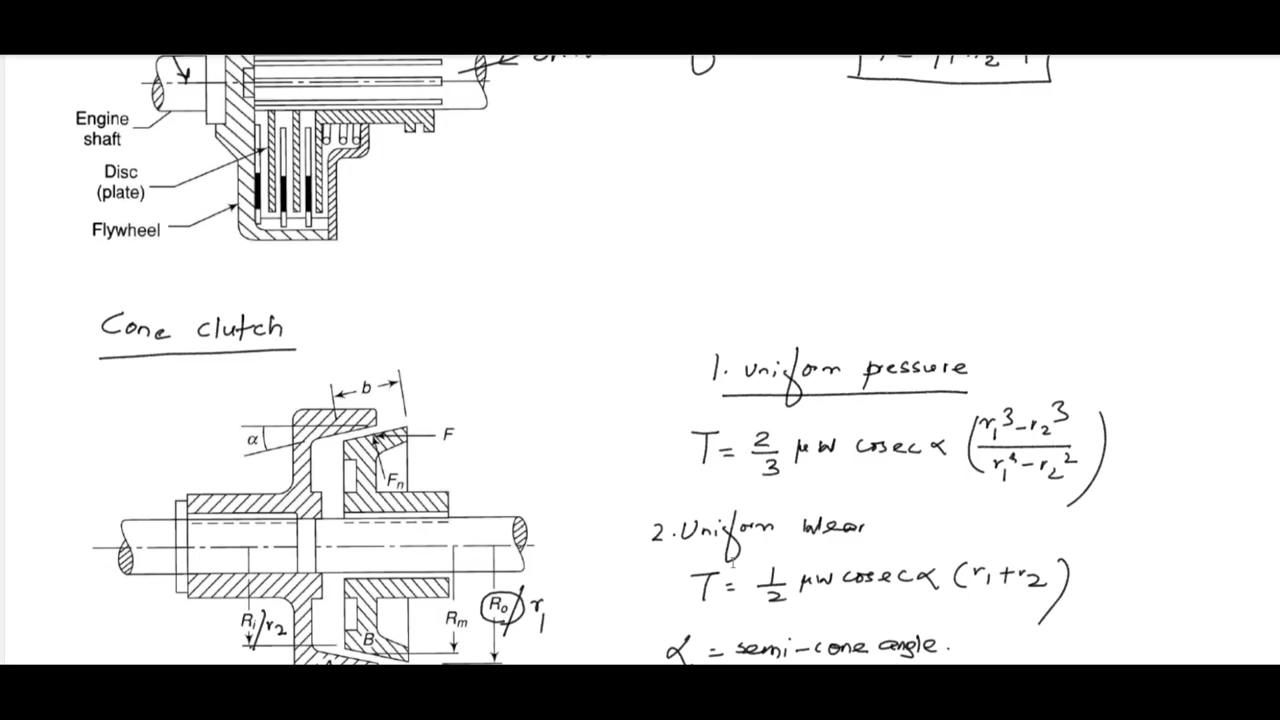 Engine
shaft
Disc
(plate)
Flywheel
Cone clutch
b
α
F
Fn
Ri/r2
Rm
Ro/r1
B
1. Uniform pressure
T = 2/3 μW cosec α (r1³-r2³ / r1²-r2²)
2. Uniform Wear
T = 1/2 μW cosec α (r1+r2)
α = semi-cone angle.